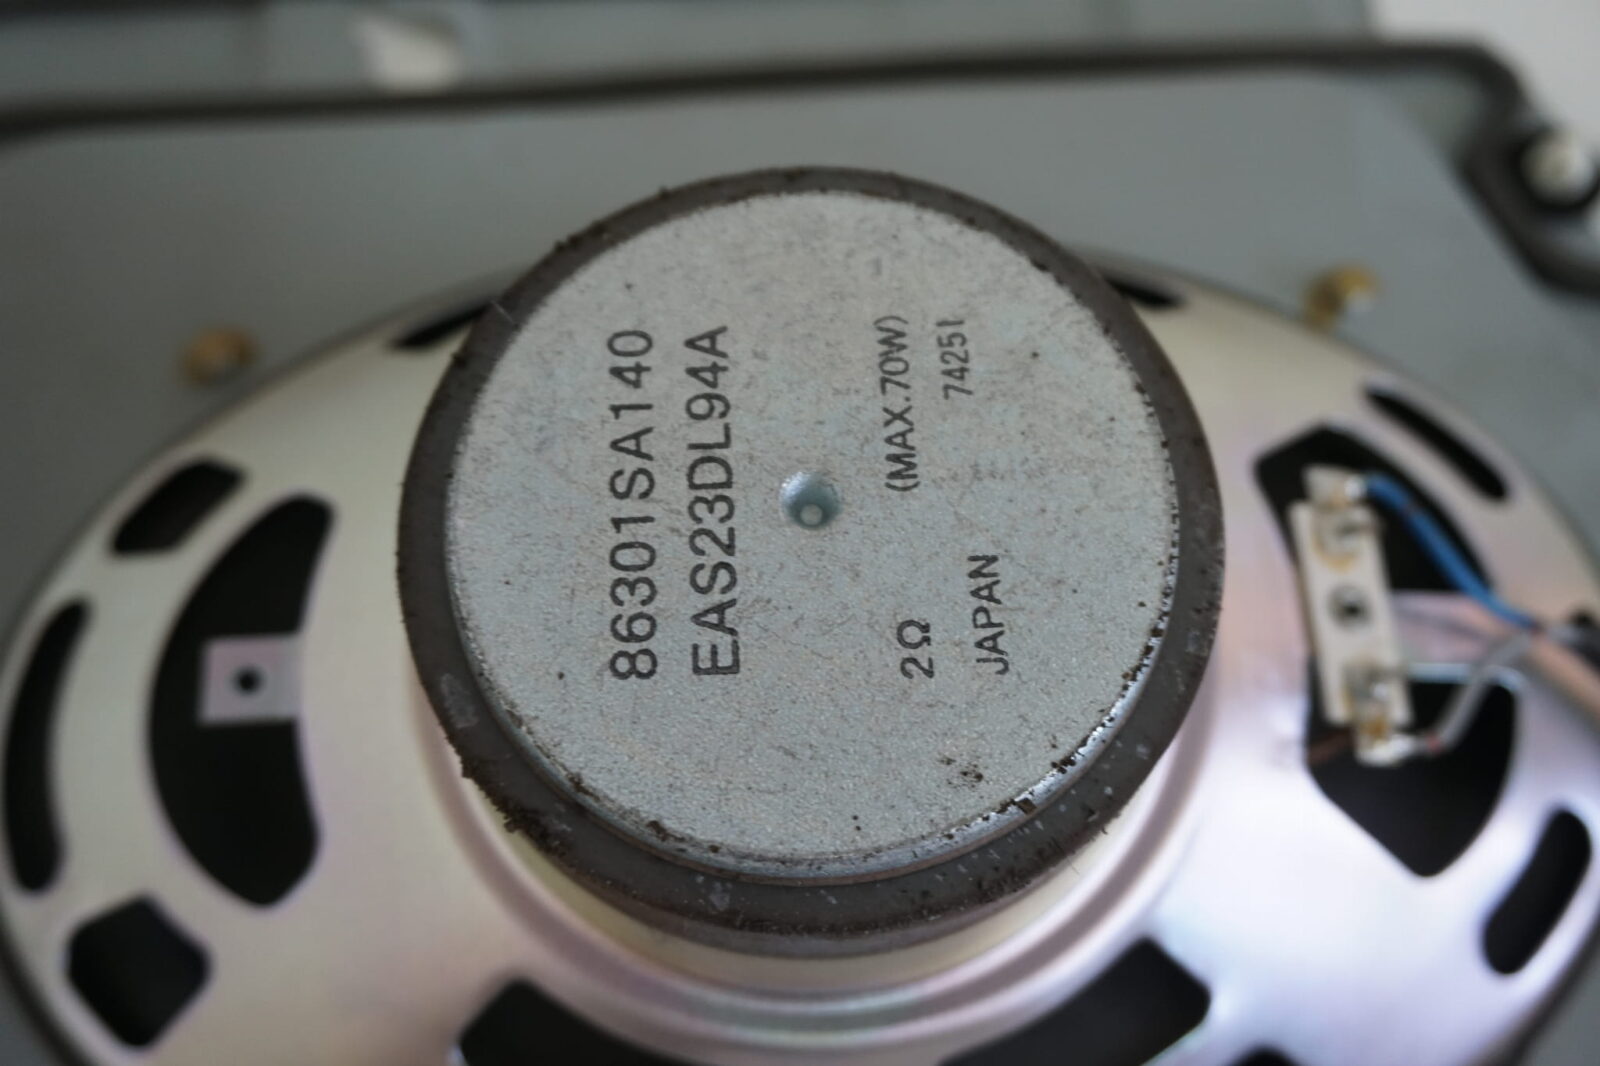 86301SA140
EAS23DL94A
2Ω (MAX.70W)
JAPAN 74251